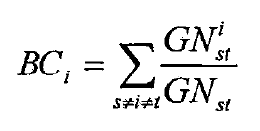 BC_i = \sum_{s \neq i \neq t} \frac{GN_{st}^{i}}{GN_{st}}